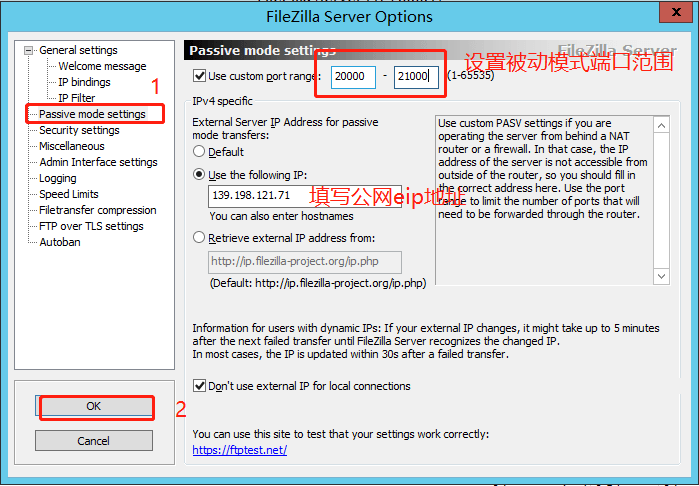 FileZilla Server Options
General settings
Welcome message
IP bindings
1
IP Filter
Passive mode settings
Security settings
Miscellaneous
Admin Interface settings
Logging
Speed Limits
Filetransfer compression
FTP over TLS settings
Autoban
OK
2
Cancel
Passive mode settings
FileZilla Server
设置被动模式端口范围
Use custom port range: 20000 - 21000 (1-65535)
IPv4 specific
External Server IP Address for passive
mode transfers:
Default
Use the following IP:
139.198.121.71
填写公网eip地址
You can also enter hostnames
Retrieve external IP address from:
http://ip.filezilla-project.org/ip.php
(Default: http://ip.filezilla-project.org/ip.php)
Use custom PASV settings if you are
operating the server from behind a NAT
router or a firewall. In that case, the IP
address of the server is not accessible from
outside of the router, so you should fill
in the correct address here. Use the port
range to limit the number of ports that
will need to be forwarded through the router.
Information for users with dynamic IPs: If your external IP changes, it might take up to 5 minutes
after the next failed transfer until FileZilla Server recognizes the changed IP.
In most cases, the IP is updated within 30s after a failed transfer.
Don't use external IP for local connections
You can use this site to test that your settings work correctly:
https://ftptest.net/